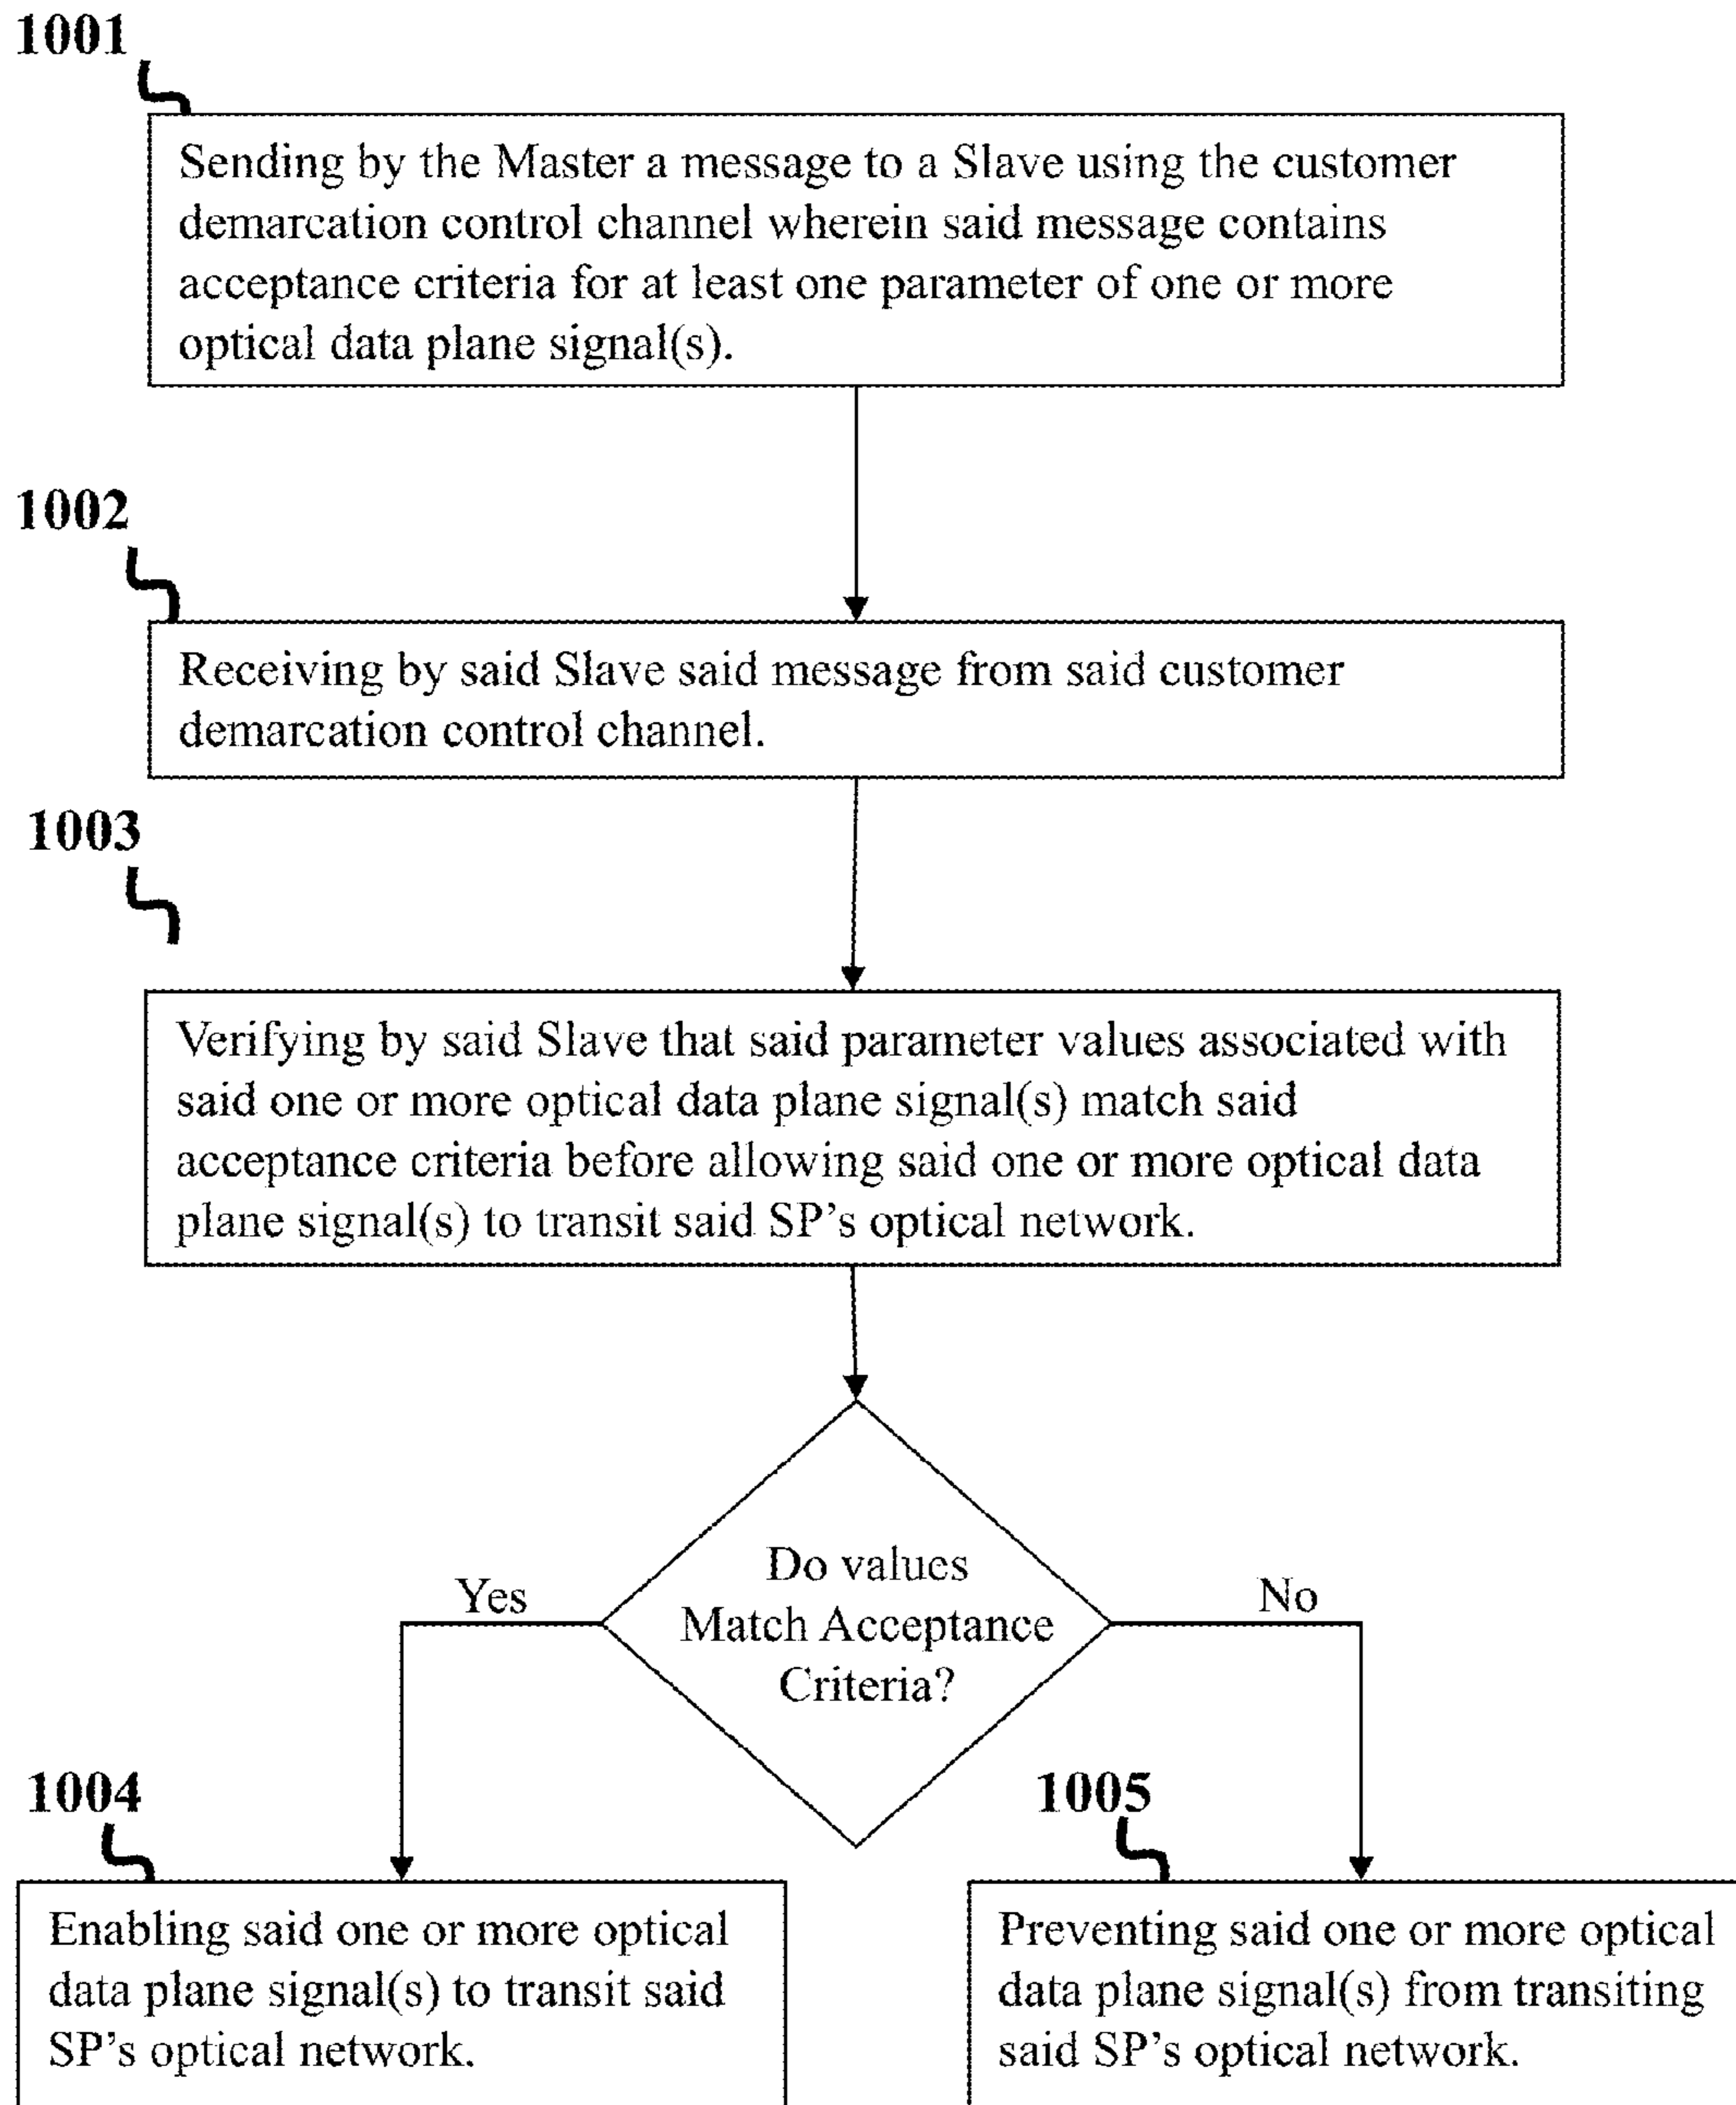 1001
Sending by the Master a message to a Slave using the customer
demarcation control channel wherein said message contains
acceptance criteria for at least one parameter of one or more
optical data plane signal(s).
1002
Receiving by said Slave said message from said customer
demarcation control channel.
1003
Verifying by said Slave that said parameter values associated with
said one or more optical data plane signal(s) match said
acceptance criteria before allowing said one or more optical data
plane signal(s) to transit said SP's optical network.
Do values
Match Acceptance
Criteria?
Yes
No
1004
Enabling said one or more optical
data plane signal(s) to transit said
SP's optical network.
1005
Preventing said one or more optical
data plane signal(s) from transiting
said SP's optical network.